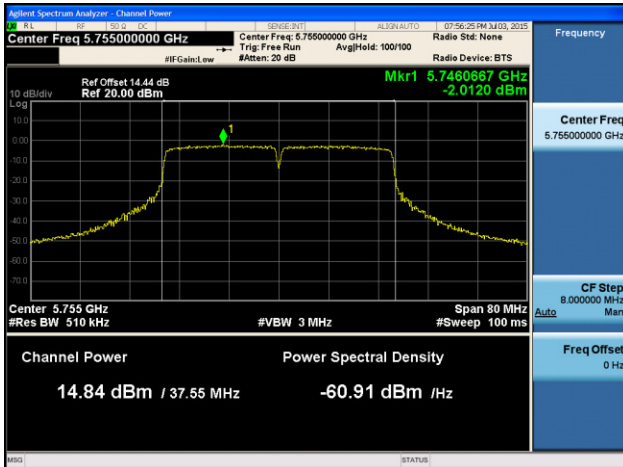 Agilent Spectrum Analyzer - Channel Power
RL RF 50 Ω DC SENSE:INT ALIGN AUTO 07:56:25 PM Jul 03, 2015
Center Freq 5.755000000 GHz
Center Freq: 5.755000000 GHz
Radio Std: None
Trig: Free Run Avg|Hold: 100/100
#IFGain:Low #Atten: 20 dB Radio Device: BTS
Frequency
Mkr1 5.7460667 GHz
-2.0120 dBm
Ref Offset 14.44 dB
10 dB/div Ref 20.00 dBm
Log
10.0
0.00
-10.0
-20.0
-30.0
-40.0
-50.0
-60.0
-70.0
1
Center Freq
5.755000000 GHz
Center 5.755 GHz Span 80 MHz
#Res BW 510 kHz #VBW 3 MHz #Sweep 100 ms
CF Step
8.000000 MHz
Auto Man
Freq Offset
0 Hz
Channel Power Power Spectral Density
14.84 dBm / 37.55 MHz -60.91 dBm /Hz
MSG STATUS